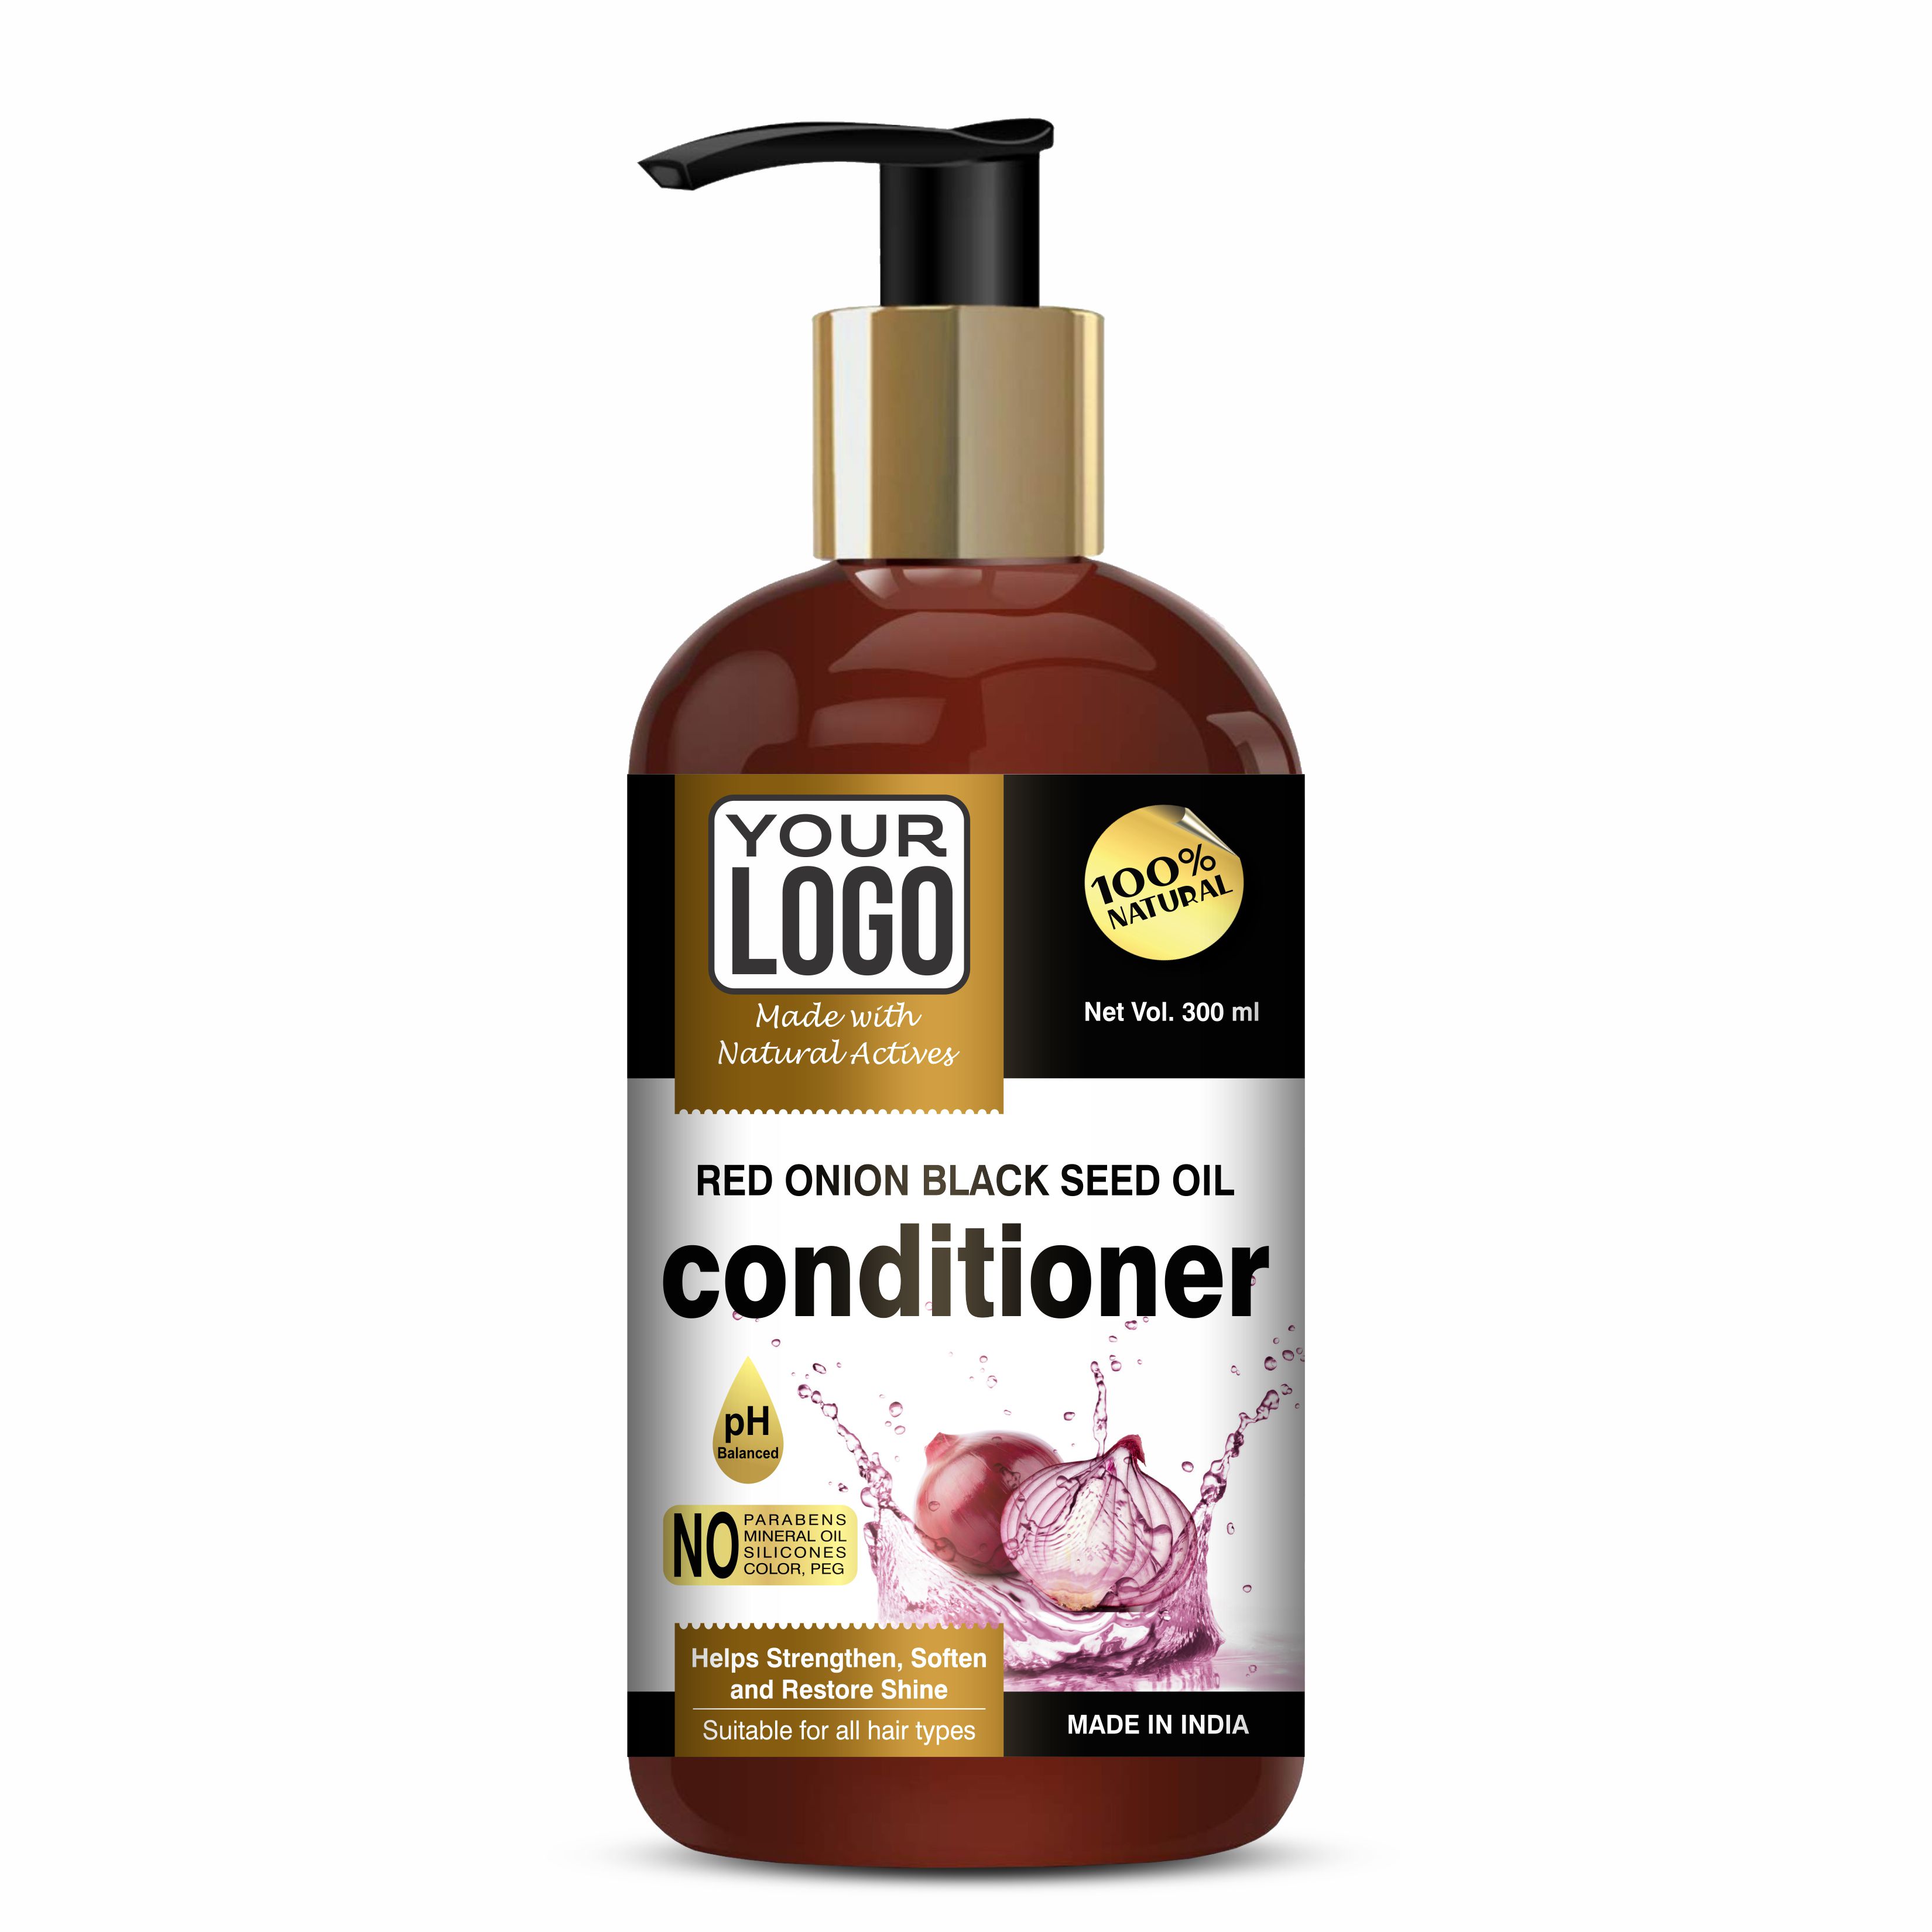 YOUR
LOGO
Made with
Natural Actives
100%
NATURAL
Net Vol. 300 ml
RED ONION BLACK SEED OIL
conditioner
pH
Balanced
NO
PARABENS
MINERAL OIL
SILICONES
COLOR, PEG
Helps Strengthen, Soften
and Restore Shine
Suitable for all hair types
MADE IN INDIA